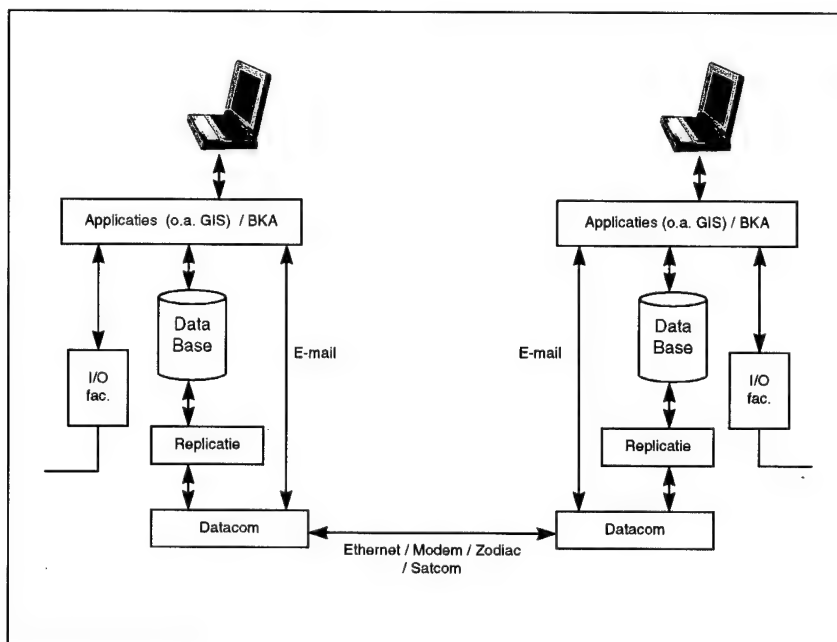 Applicaties (o.a. GIS) / BKA
Data
Base
E-mail
I/O
fac.
Replicatie
Datacom
Applicaties (o.a. GIS) / BKA
E-mail
Data
Base
I/O
fac.
Replicatie
Datacom
Ethernet / Modem / Zodiac
/ Satcom